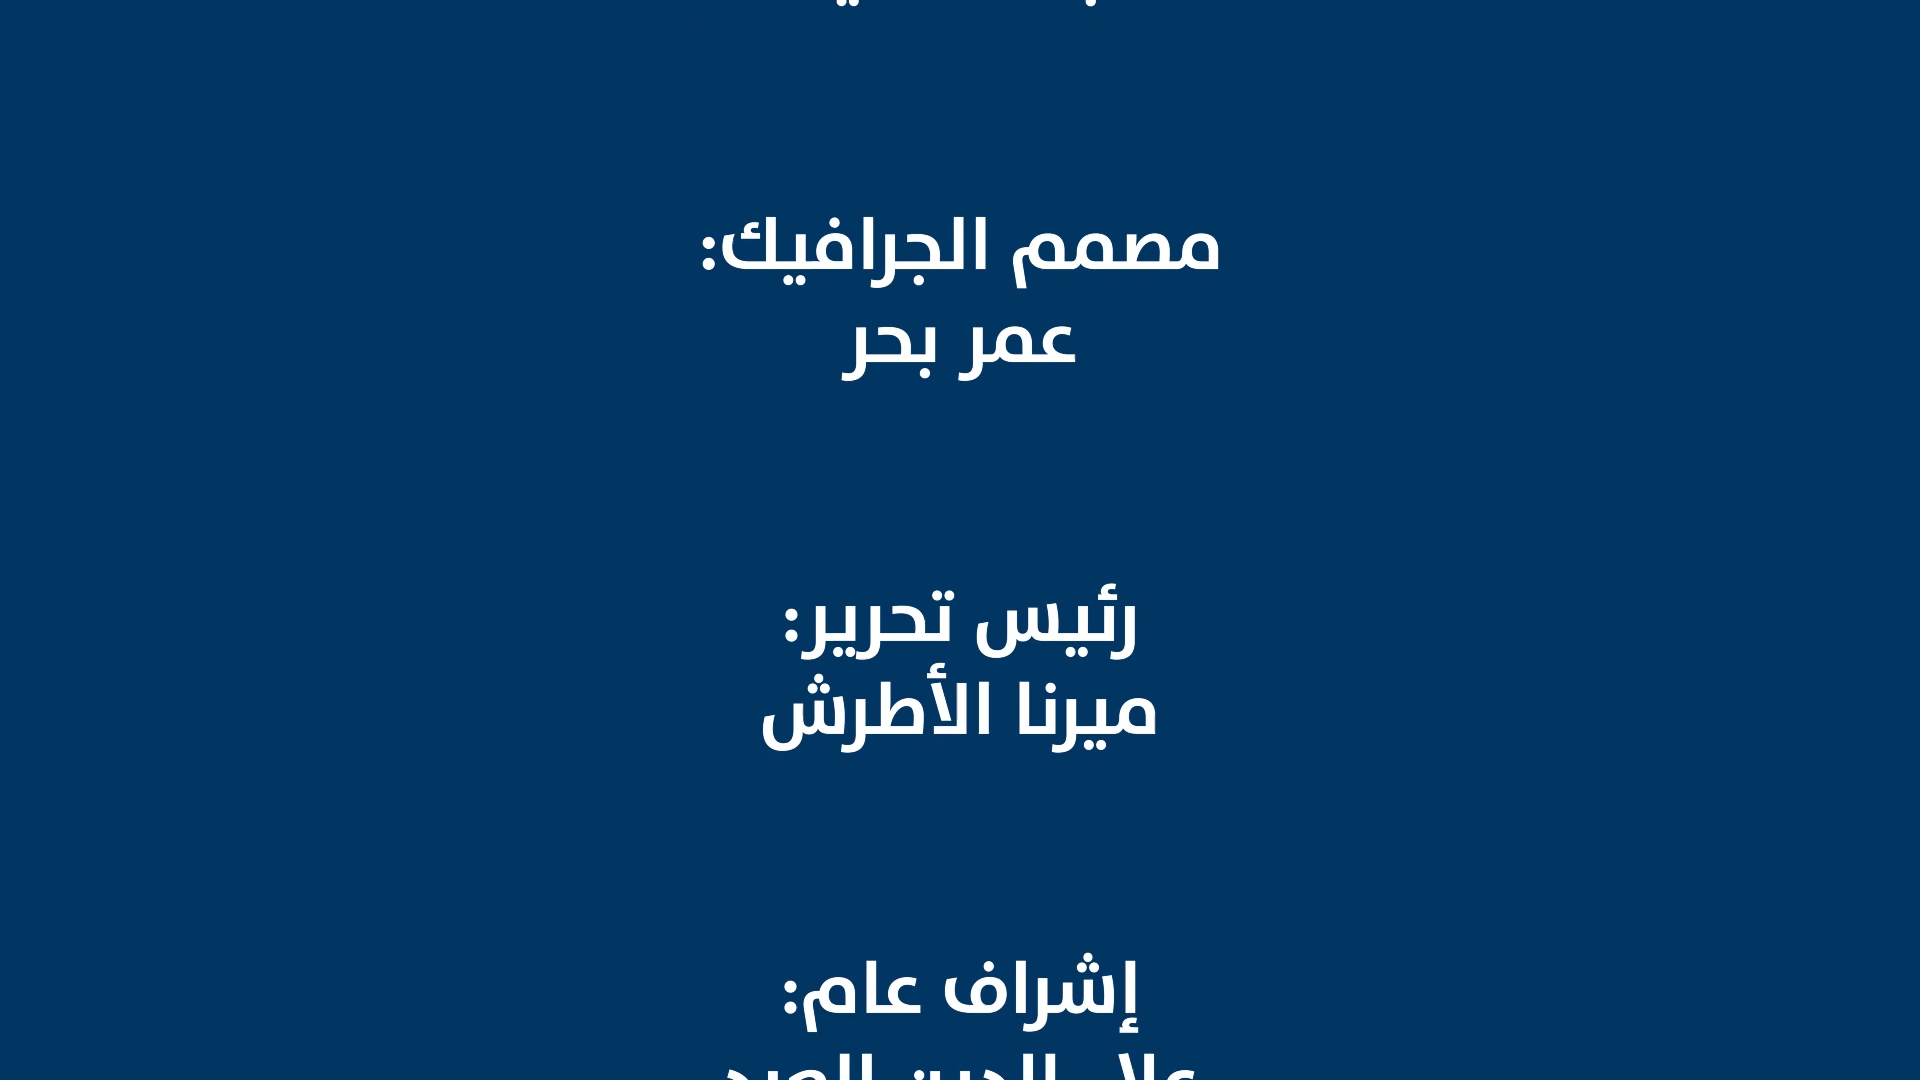 مصمم الجرافيك:
عمر بحر
رئيس تحرير:
ميرنا الأطرش
إشراف عام: